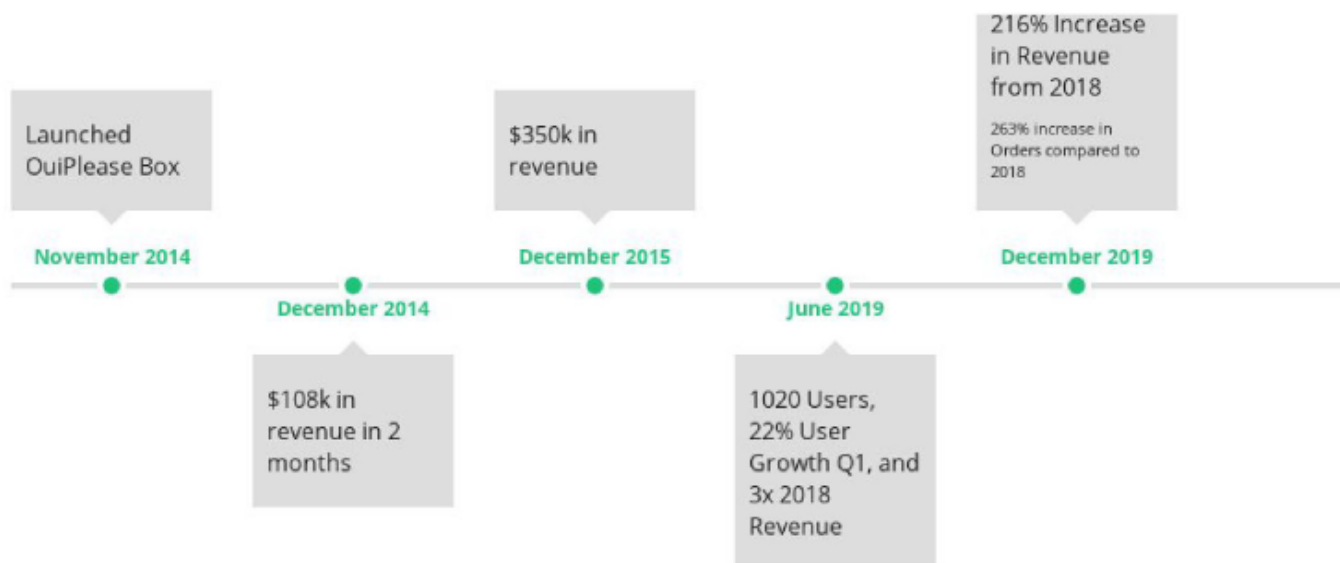 Launched
OuiPlease Box
November 2014
December 2014
$108k in
revenue in 2
months
$350k in
revenue
December 2015
June 2019
1020 Users,
22% User
Growth Q1, and
3x 2018
Revenue
216% Increase
in Revenue
from 2018
263% increase in
Orders compared to
2018
December 2019